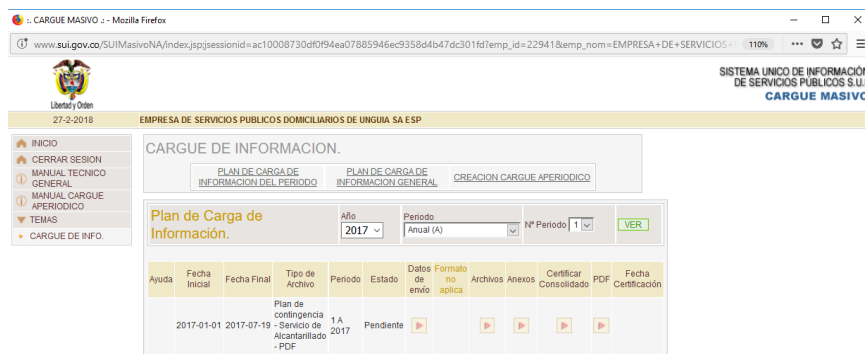 :. CARGUE MASIVO .: - Mozilla Firefox
www.sui.gov.co/SUIMasivoNA/index.jsp;jsessionid=ac10008730df0f94ea07885946ec9358d4b47dc301fd?emp_id=22941&emp_nom=EMPRESA+DE+SERVICIOS+ 110%
Libertad y Orden
SISTEMA UNICO DE INFORMACIÓN
DE SERVICIOS PÚBLICOS S.U.I
CARGUE MASIVO
27-2-2018 EMPRESA DE SERVICIOS PUBLICOS DOMICILIARIOS DE UNGUIA SA ESP
INICIO
CERRAR SESION
MANUAL TECNICO
GENERAL
MANUAL CARGUE
APERIODICO
TEMAS
CARGUE DE INFO.
CARGUE DE INFORMACION.
PLAN DE CARGA DE
INFORMACION DEL PERIODO
PLAN DE CARGA DE
INFORMACION GENERAL
CREACION CARGUE APERIODICO
Plan de Carga de
Información.
Año
2017
Periodo
Anual (A)
Nº Periodo 1
VER
Ayuda
Fecha
Inicial
Fecha Final
Tipo de
Archivo
Periodo
Estado
Datos
de
envío
Formato
no
aplica
Archivos
Anexos
Certificar
Consolidado
PDF
Fecha
Certificación
2017-01-01
2017-07-19
Plan de
contingencia
- Servicio de
Alcantarillado
- PDF
1 A
2017
Pendiente